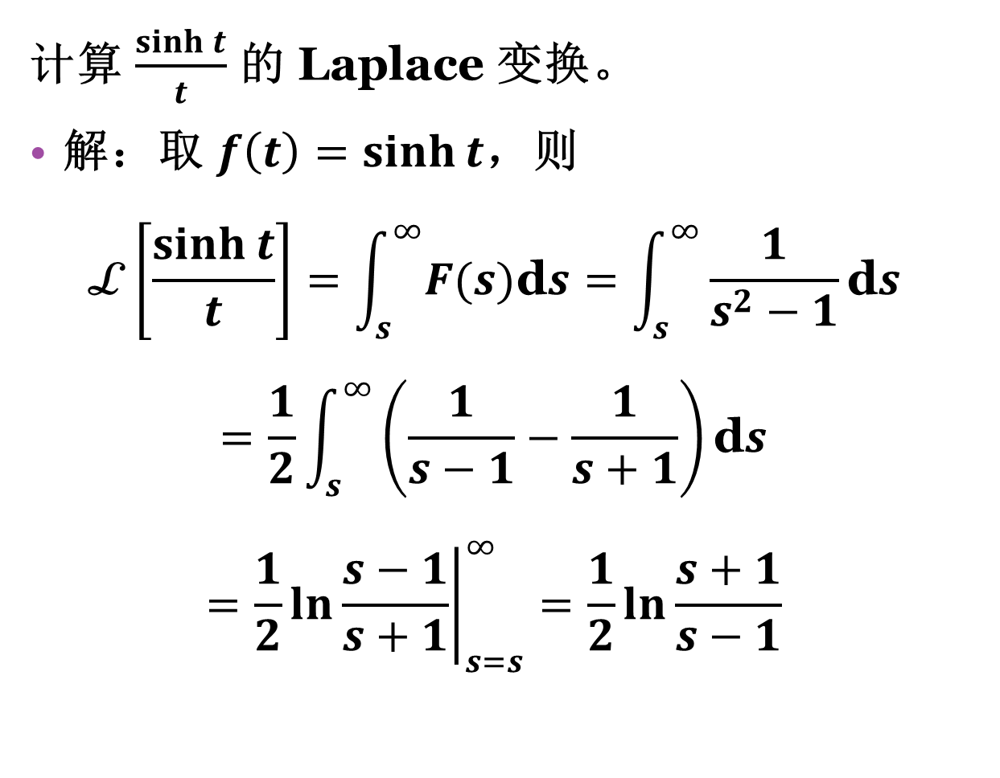 计算 $\frac{\sinh t}{t}$ 的 Laplace 变换。
• 解：取 $f(t) = \sinh t$，则
$\mathcal{L}\left[\frac{\sinh t}{t}\right] = \int_s^\infty F(s)\mathrm{d}s = \int_s^\infty \frac{1}{s^2 - 1}\mathrm{d}s$
$= \frac{1}{2}\int_s^\infty \left(\frac{1}{s - 1} - \frac{1}{s + 1}\right)\mathrm{d}s$
$= \frac{1}{2}\ln\frac{s - 1}{s + 1}\Big|_{s=s}^\infty = \frac{1}{2}\ln\frac{s + 1}{s - 1}$